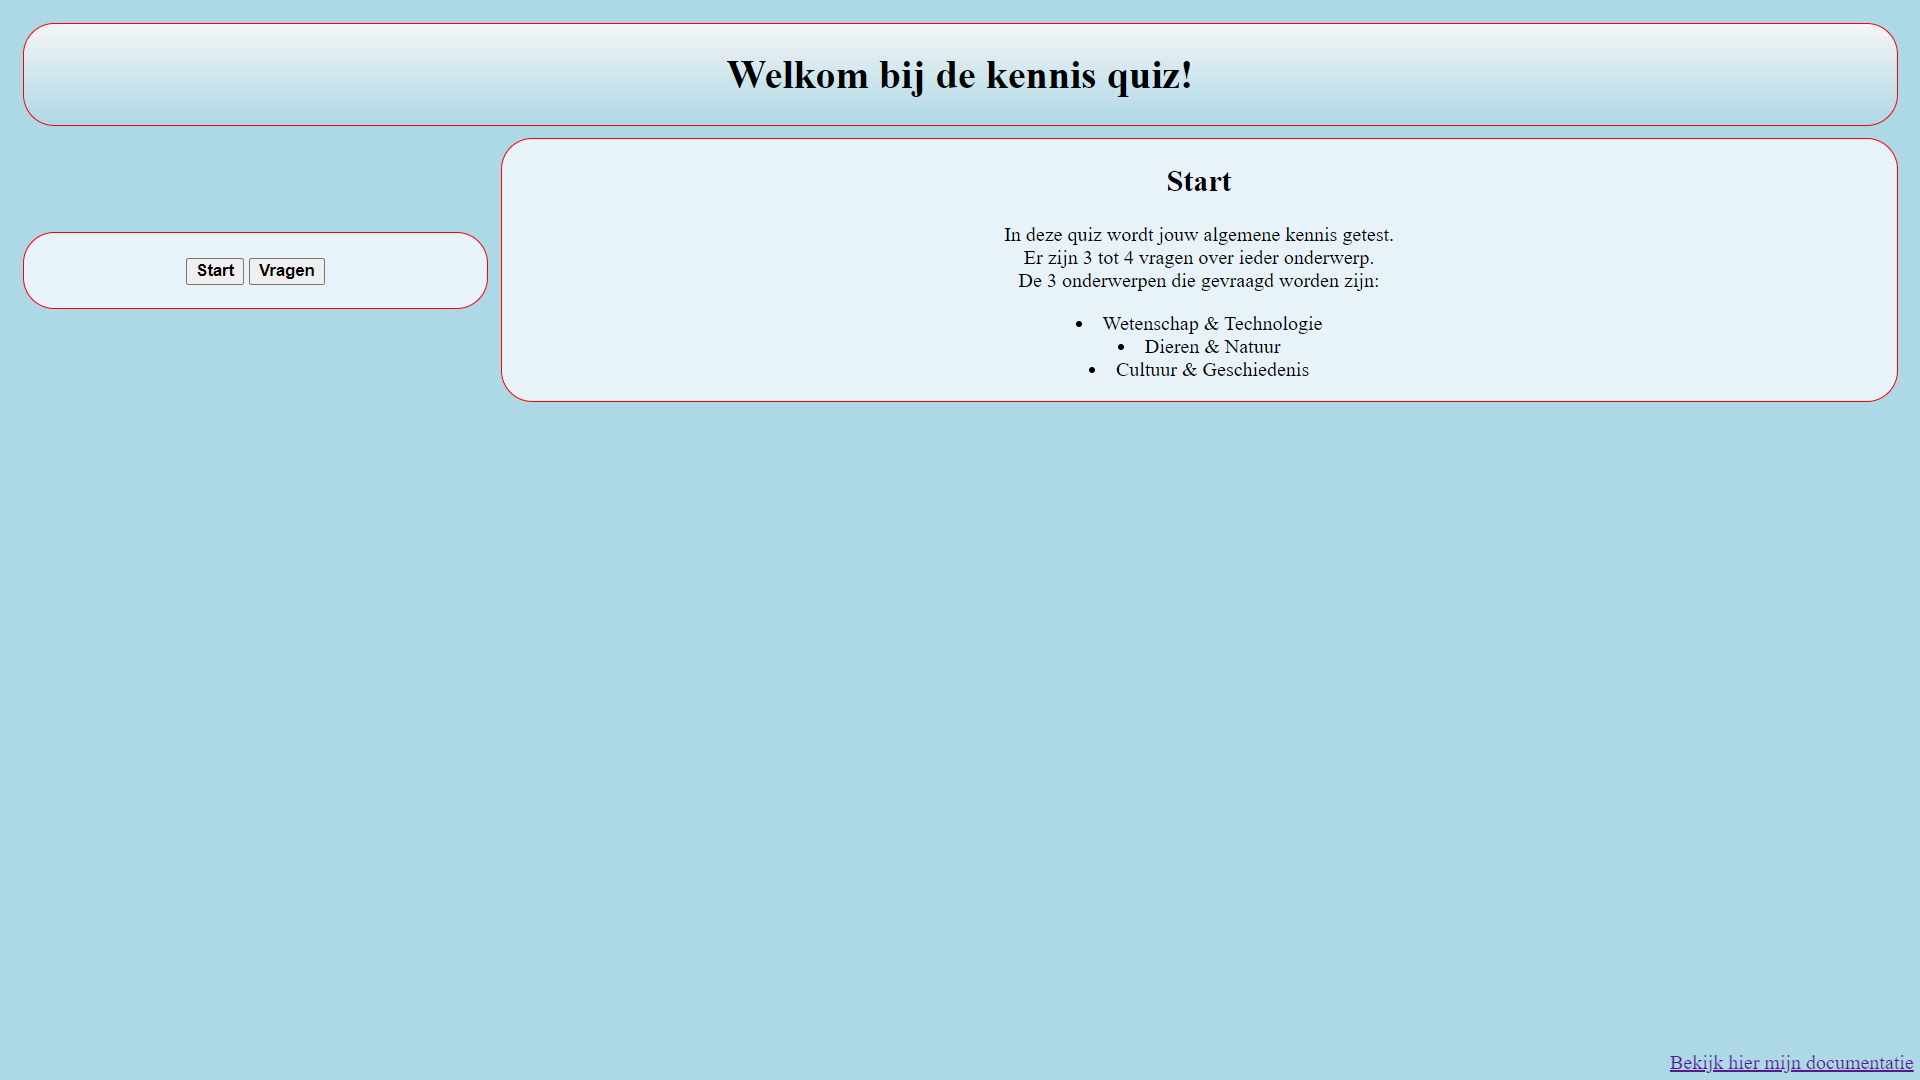 Welkom bij de kennis quiz!
Start Vragen
Start
In deze quiz wordt jouw algemene kennis getest.
Er zijn 3 tot 4 vragen over ieder onderwerp.
De 3 onderwerpen die gevraagd worden zijn:
• Wetenschap & Technologie
• Dieren & Natuur
• Cultuur & Geschiedenis
Bekijk hier mijn documentatie